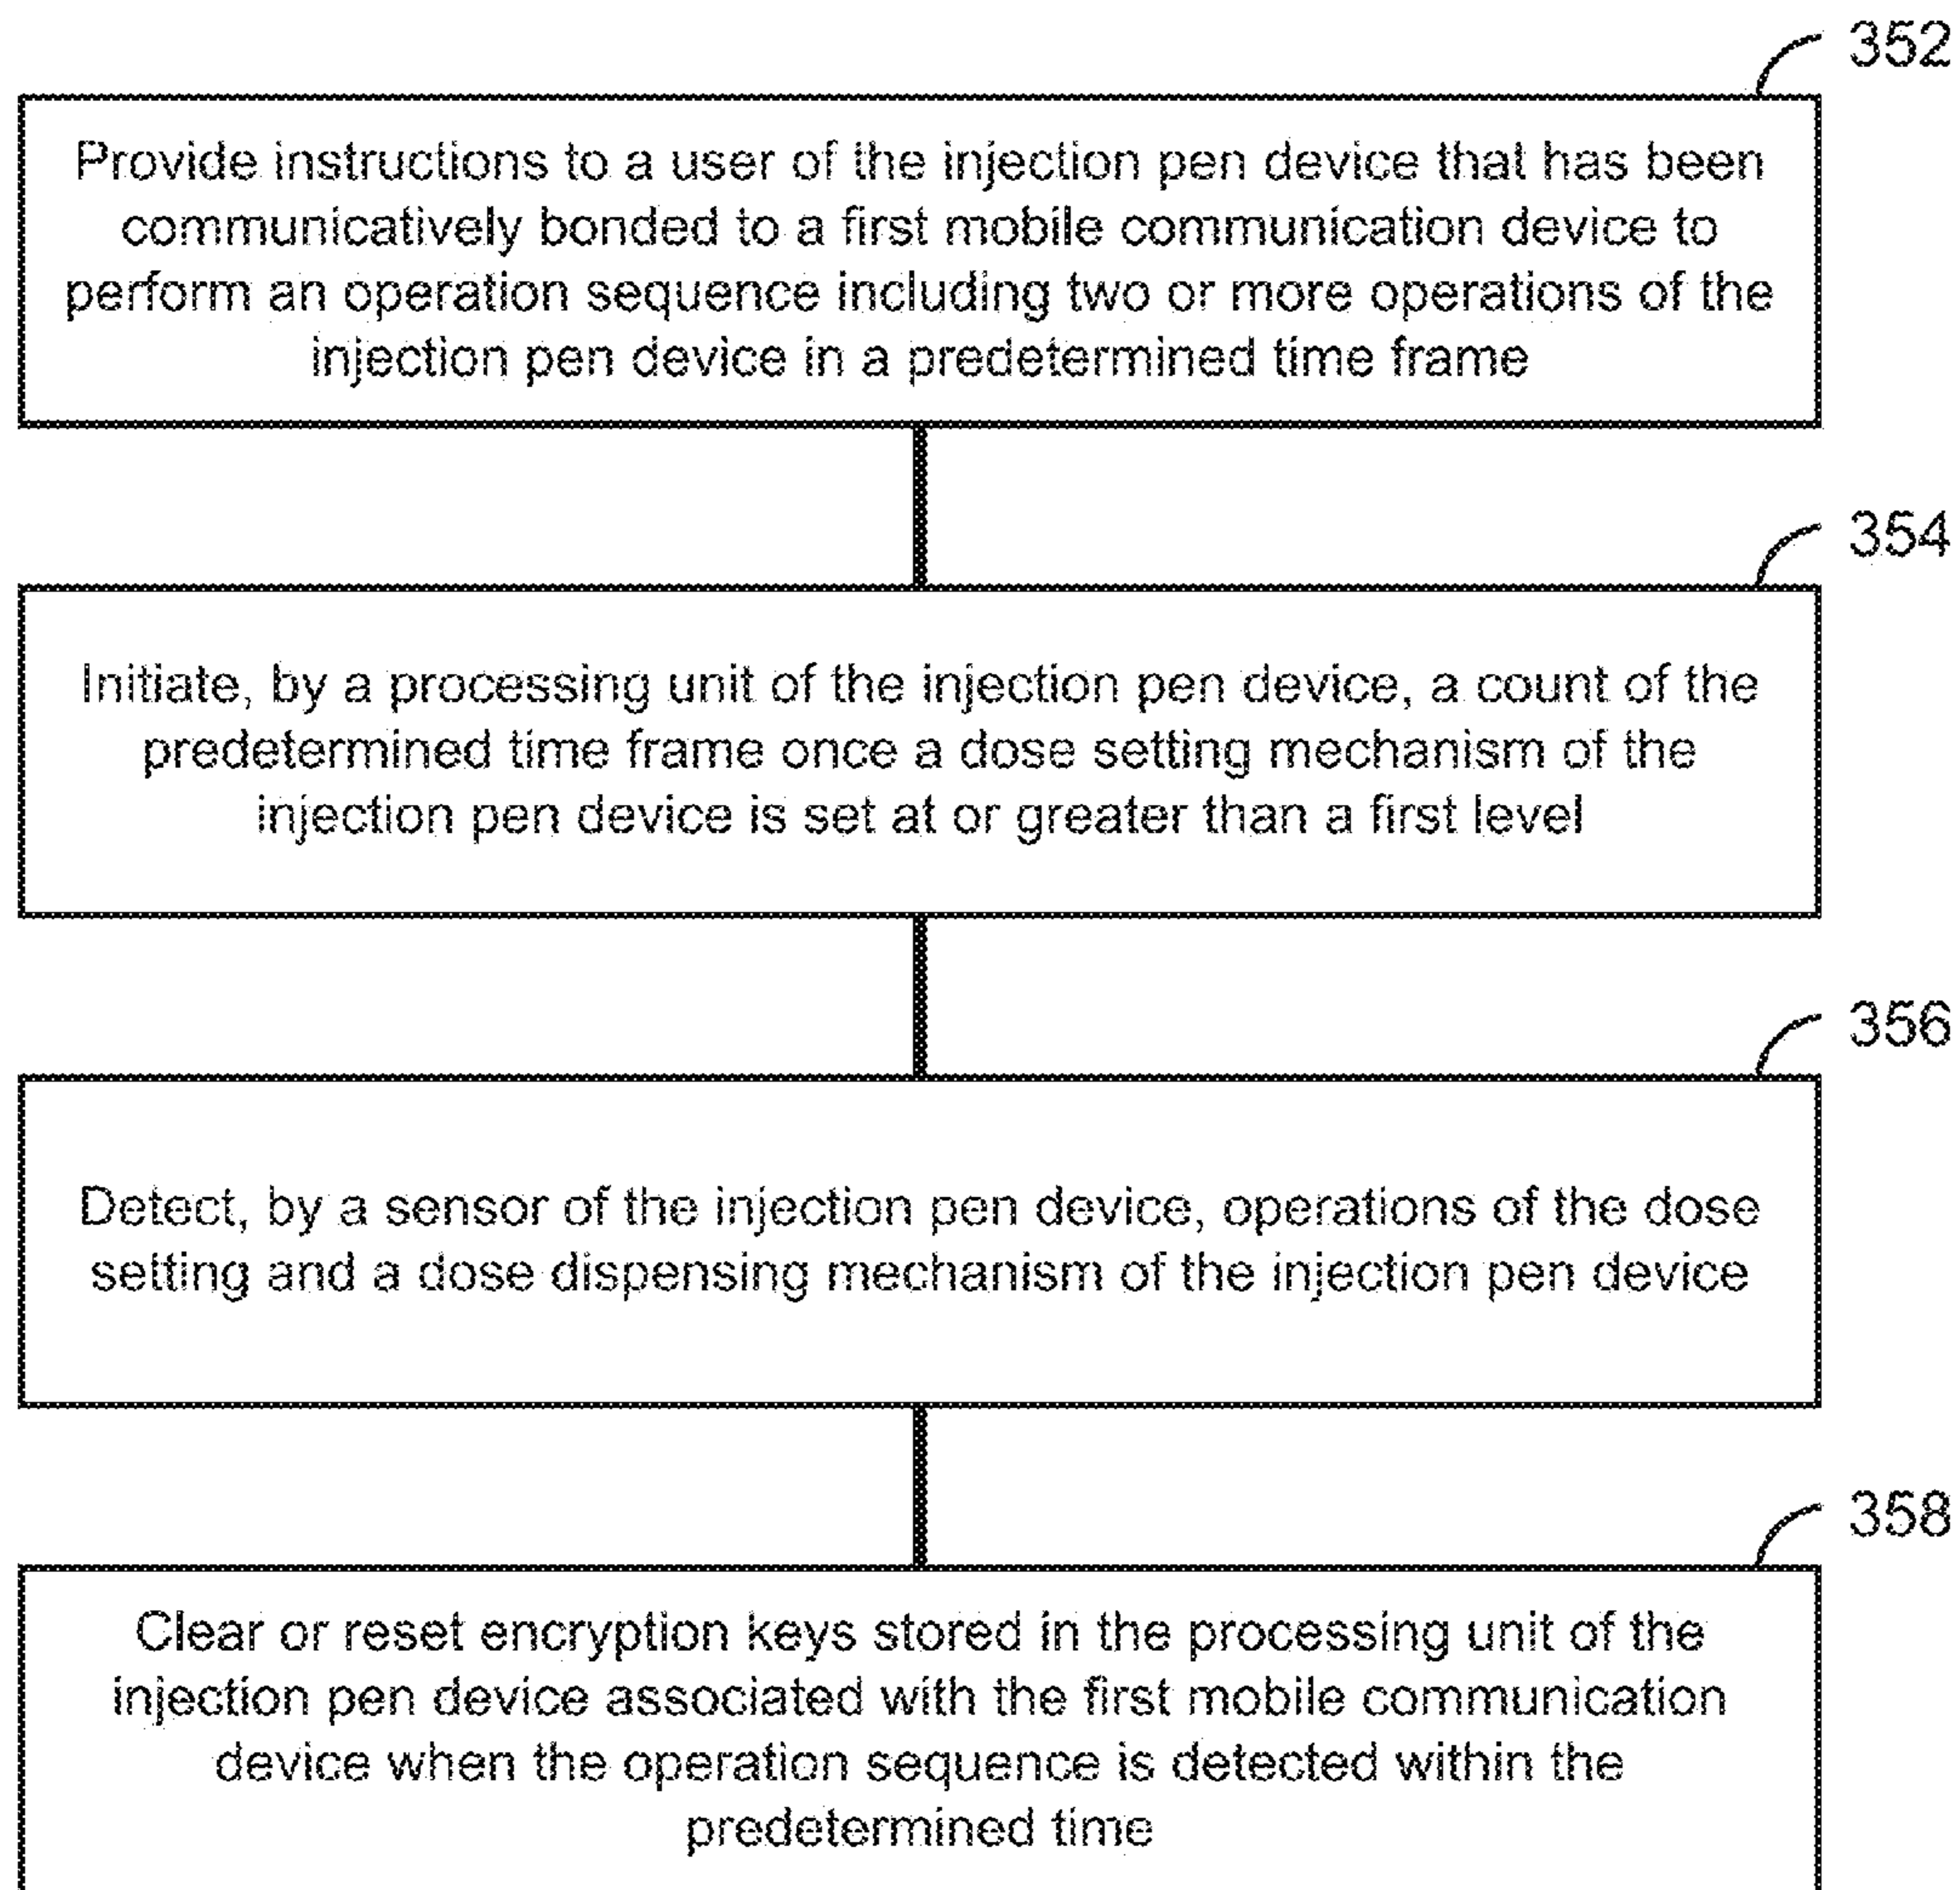 352
Provide instructions to a user of the injection pen device that has been
communicatively bonded to a first mobile communication device to
perform an operation sequence including two or more operations of the
injection pen device in a predetermined time frame
354
Initiate, by a processing unit of the injection pen device, a count of the
predetermined time frame once a dose setting mechanism of the
injection pen device is set at or greater than a first level
356
Detect, by a sensor of the injection pen device, operations of the dose
setting and a dose dispensing mechanism of the injection pen device
358
Clear or reset encryption keys stored in the processing unit of the
injection pen device associated with the first mobile communication
device when the operation sequence is detected within the
predetermined time